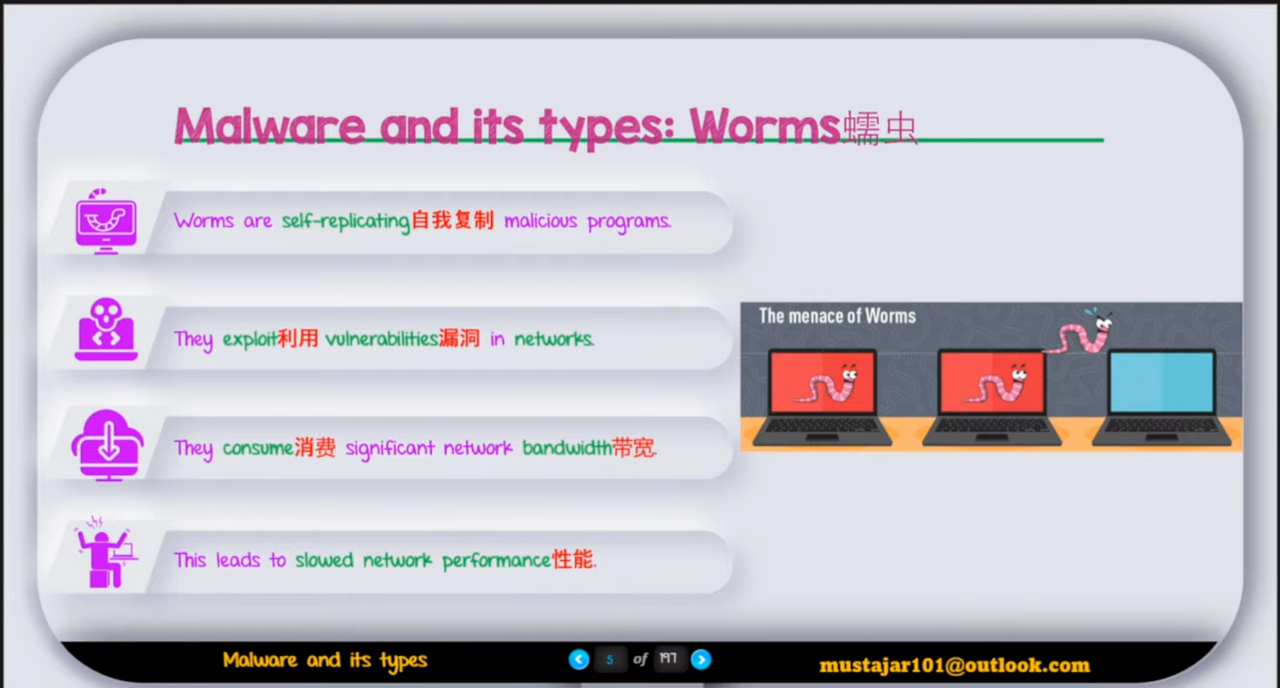 Malware and its types: Worms蠕虫
Worms are self-replicating自我复制 malicious programs.
They exploit利用 vulnerabilities漏洞 in networks.
They consume消费 significant network bandwidth带宽.
This leads to slowed network performance性能.
The menace of Worms
Malware and its types
5 of 197
mustajar101@outlook.com